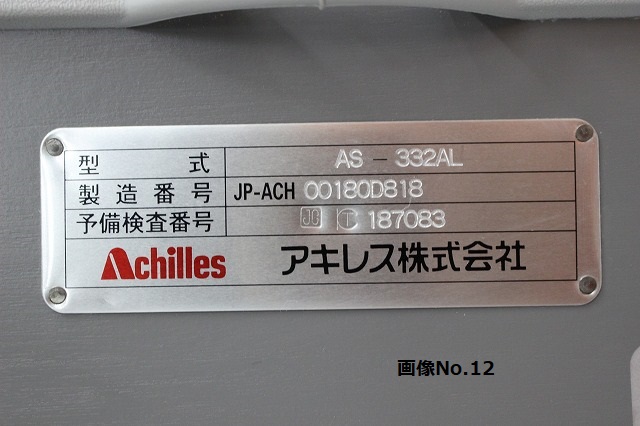 型 式 AS - 332AL
製造番号 JP-ACH 00180D818
予備検査番号 JC 187083
Achilles アキレス株式会社
画像No.12